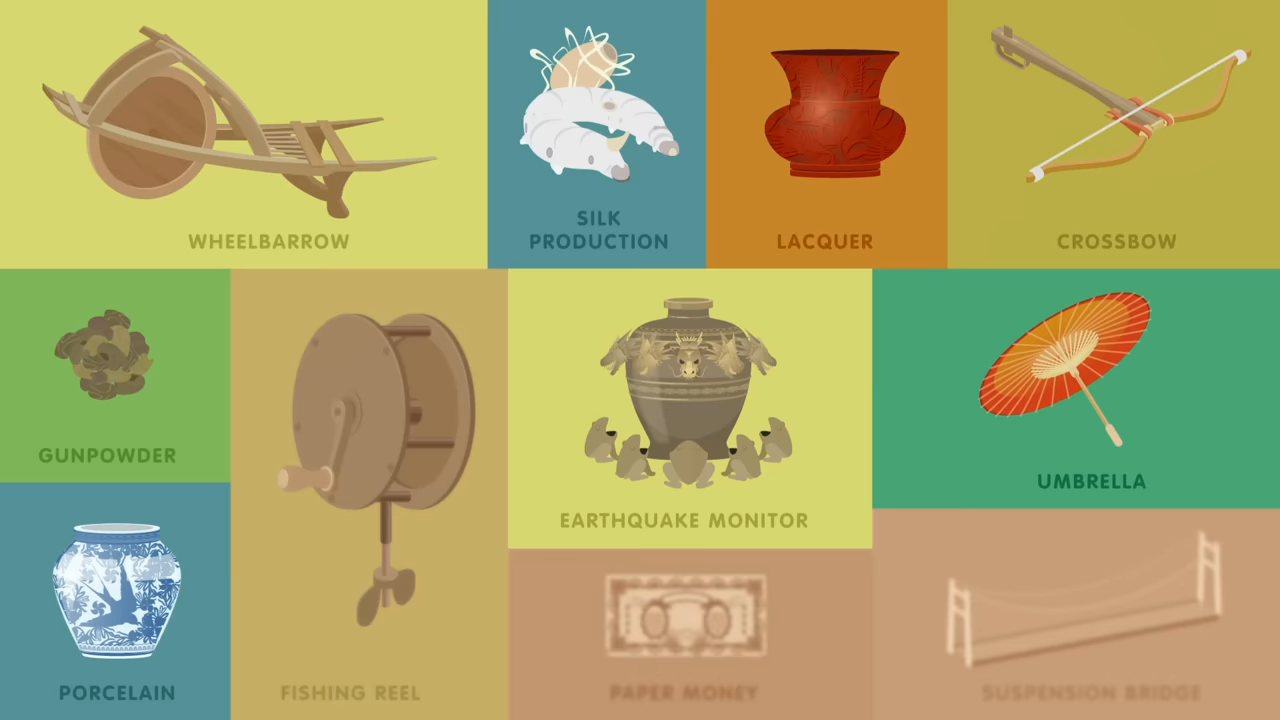 WHEELBARROW
SILK
PRODUCTION
LACQUER
CROSSBOW
GUNPOWDER
EARTHQUAKE MONITOR
UMBRELLA
PORCELAIN
FISHING REEL
PAPER MONEY
SUSPENSION BRIDGE